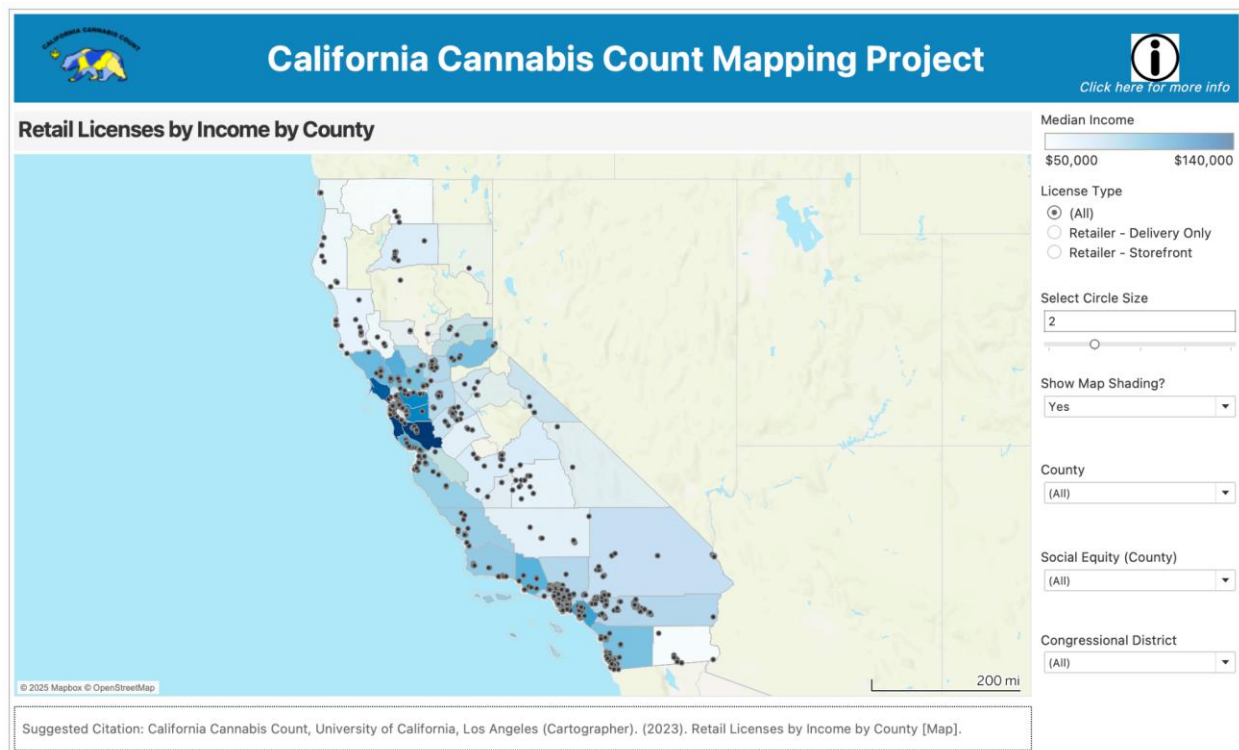 CALIFORNIA CANNABIS COUNT
California Cannabis Count Mapping Project
Click here for more info
Retail Licenses by Income by County
Median Income
$50,000 $140,000
License Type
(All)
Retailer - Delivery Only
Retailer - Storefront
Select Circle Size
2
Show Map Shading?
Yes
County
(All)
Social Equity (County)
(All)
Congressional District
(All)
200 mi
© 2025 Mapbox © OpenStreetMap
Suggested Citation: California Cannabis Count, University of California, Los Angeles (Cartographer). (2023). Retail Licenses by Income by County [Map].